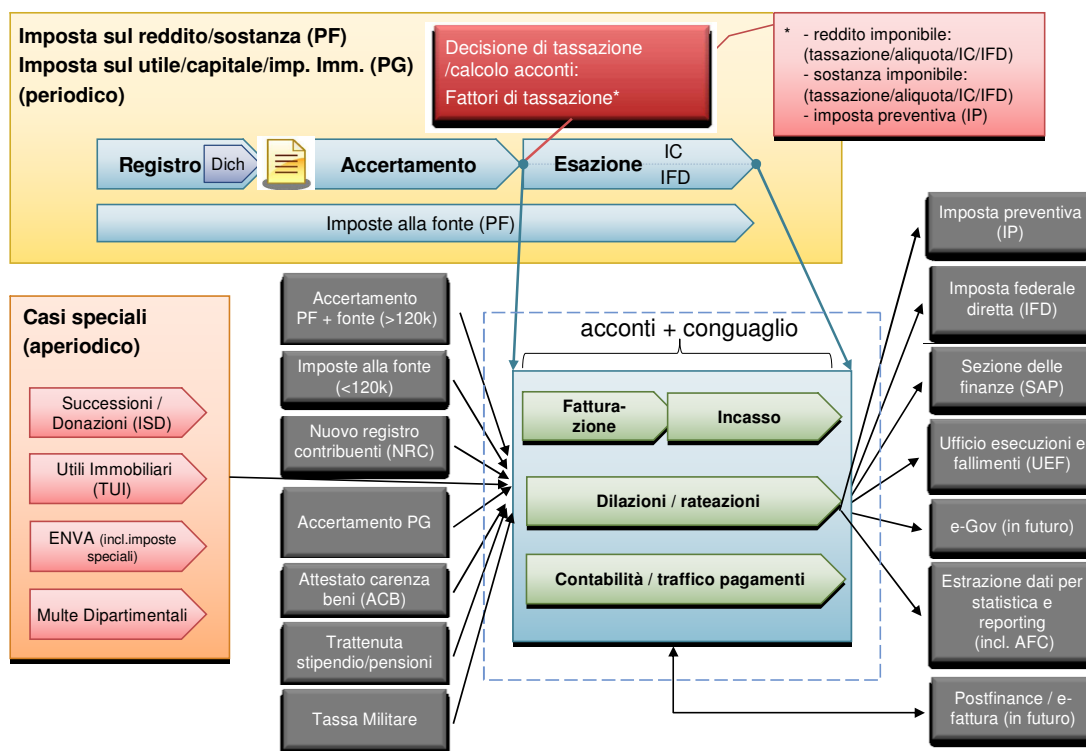 Imposta sul reddito/sostanza (PF)
Imposta sul utile/capitale/imp. Imm. (PG)
(periodico)
Decisione di tassazione
/calcolo acconti:
Fattori di tassazione*
* - reddito imponibile:
(tassazione/aliquota/IC/IFD)
- sostanza imponibile:
(tassazione/aliquota/IC/IFD)
- imposta preventiva (IP)
Registro
Dich
Accertamento
Esazione
IC
IFD
Imposte alla fonte (PF)
Casi speciali
(aperiodico)
Successioni /
Donazioni (ISD)
Utili Immobiliari
(TUI)
ENVA (incl.imposte
speciali)
Multe Dipartimentali
Accertamento
PF + fonte (>120k)
Imposte alla fonte
(<120k)
Nuovo registro
contribuenti (NRC)
Accertamento PG
Attestato carenza
beni (ACB)
Trattenuta
stipendio/pensioni
Tassa Militare
acconti + conguaglio
Fattura-
zione
Incasso
Dilazioni / rateazioni
Contabilità / traffico pagamenti
Imposta preventiva
(IP)
Imposta federale
diretta (IFD)
Sezione delle
finanze (SAP)
Ufficio esecuzioni e
fallimenti (UEF)
e-Gov (in futuro)
Estrazione dati per
statistica e
reporting
(incl. AFC)
Postfinance / e-
fattura (in futuro)